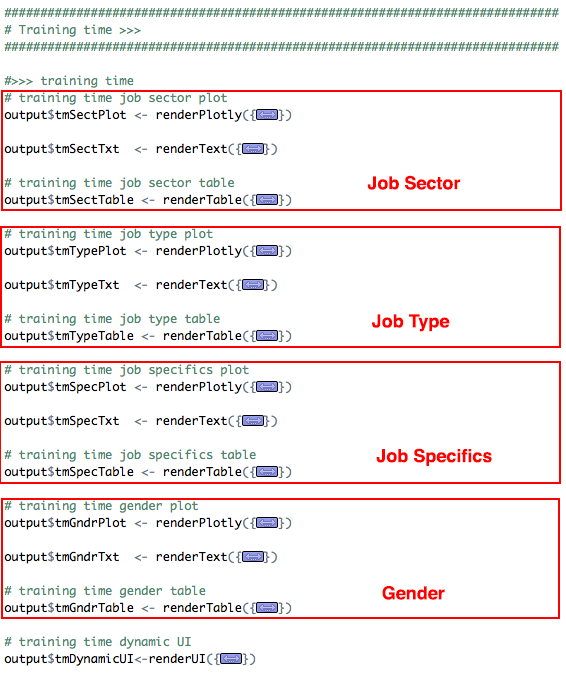 ##########################################################################
# Training time >>>
##########################################################################
#>>> training time
# training time job sector plot
output$tmSectPlot <- renderPlotly({})
output$tmSectTxt  <- renderText({})
# training time job sector table
output$tmSectTable <- renderTable({})
Job Sector
# training time job type plot
output$tmTypePlot <- renderPlotly({})
output$tmTypeTxt  <- renderText({})
# training time job type table
output$tmTypeTable <- renderTable({})
Job Type
# training time job specifics plot
output$tmSpecPlot <- renderPlotly({})
output$tmSpecTxt  <- renderText({})
# training time job specifics table
output$tmSpecTable <- renderTable({})
Job Specifics
# training time gender plot
output$tmGndrPlot <- renderPlotly({})
output$tmGndrTxt  <- renderText({})
# training time gender table
output$tmGndrTable <- renderTable({})
Gender
# training time dynamic UI
output$tmDynamicUI<-renderUI({})